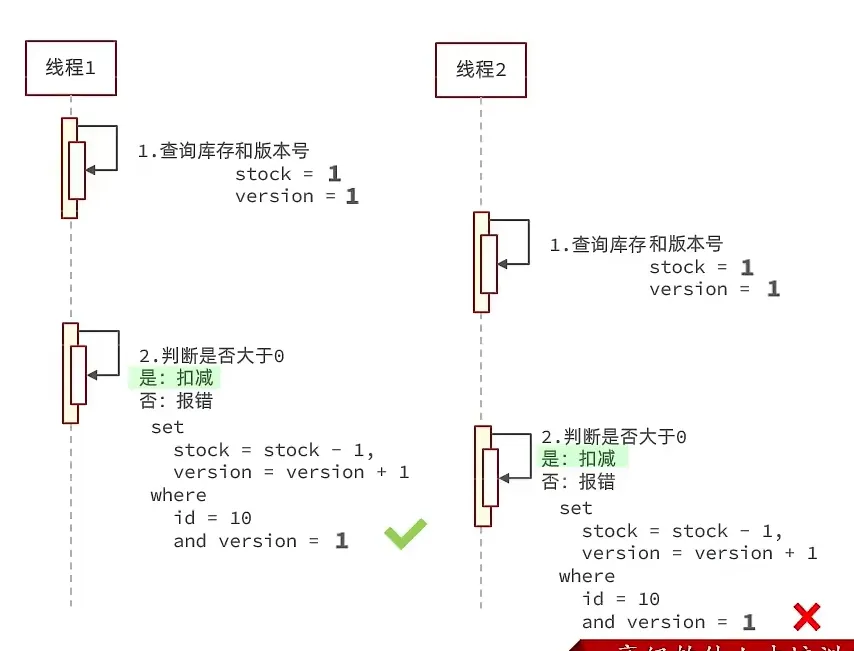 线程1
1.查询库存和版本号
stock = 1
version = 1
2.判断是否大于0
是: 扣减
否: 报错
set
stock = stock - 1,
version = version + 1
where
id = 10
and version = 1
线程2
1.查询库存和版本号
stock = 1
version = 1
2.判断是否大于0
是: 扣减
否: 报错
set
stock = stock - 1,
version = version + 1
where
id = 10
and version = 1